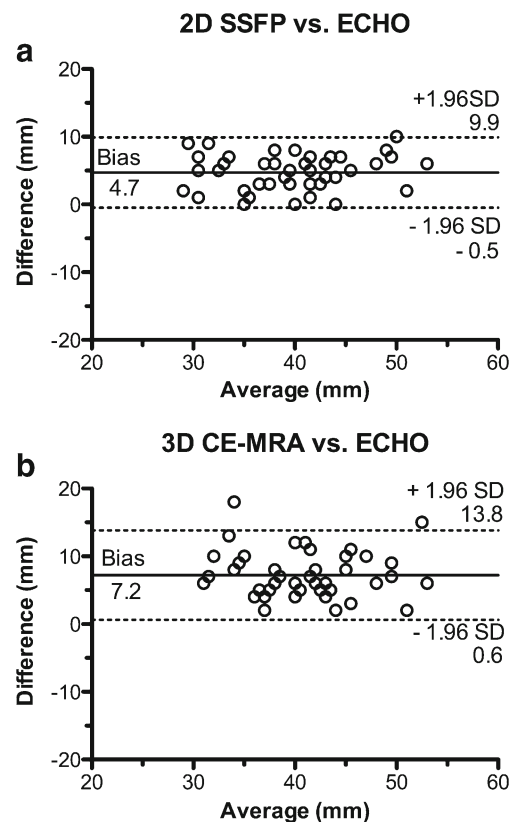 2D SSFP vs. ECHO
a
20
+1.96SD
9.9
10
Bias
4.7
0
- 1.96 SD
- 0.5
-10
-20
Difference (mm)
20 30 40 50 60
Average (mm)
3D CE-MRA vs. ECHO
b
20
+ 1.96 SD
13.8
10
Bias
7.2
0
- 1.96 SD
0.6
-10
-20
Difference (mm)
20 30 40 50 60
Average (mm)